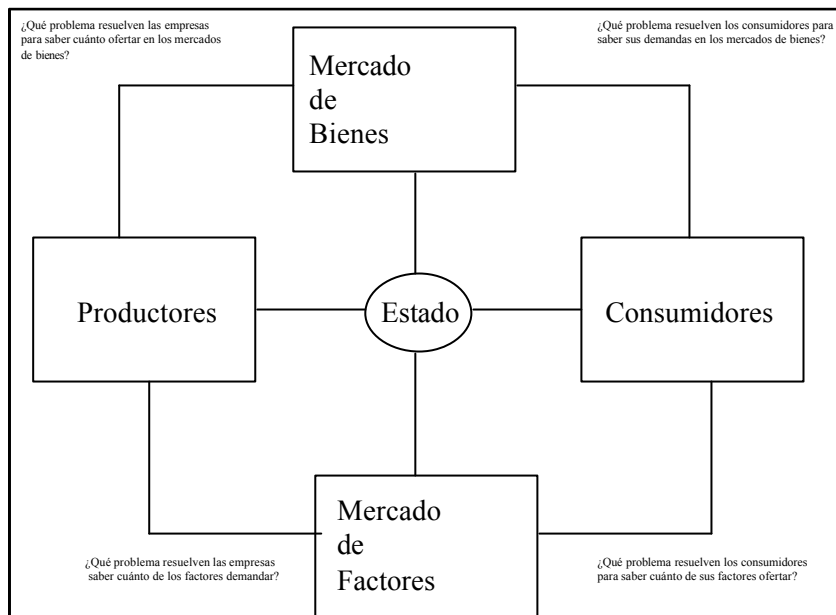 ¿Qué problema resuelven las empresas
para saber cuánto ofertar en los mercados
de bienes?
¿Qué problema resuelven los consumidores para
saber sus demandas en los mercados de bienes?
Mercado
de
Bienes
Productores
Estado
Consumidores
Mercado
de
Factores
¿Qué problema resuelven las empresas
saber cuánto de los factores demandar?
¿Qué problema resuelven los consumidores
para saber cuánto de sus factores ofertar?